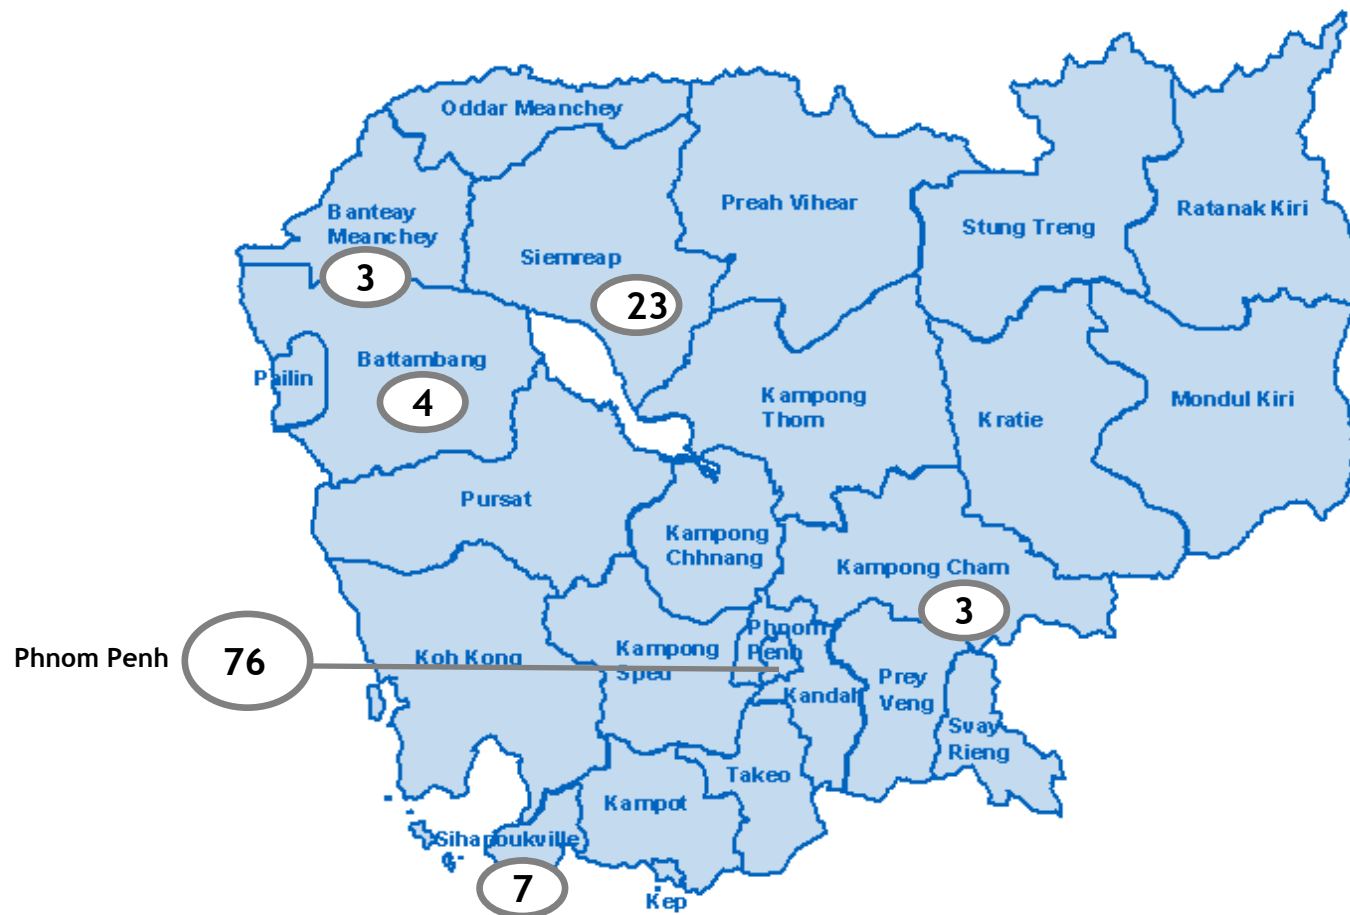 Oddar Meanchey
Banteay
Meanchey
3
Siemreap
23
Preah Vihear
Stung Treng
Ratanak Kiri
Pailin
Battambang
4
Kampong
Thom
Kratie
Mondul Kiri
Pursat
Kampong
Chhnang
Kampong Cham
3
Phnom Penh
76
Koh Kong
Kampong
Speu
Phnom
Penh
Kandal
Prey
Veng
Svay
Rieng
Takeo
Kampot
Sihanoukville
7
Kep